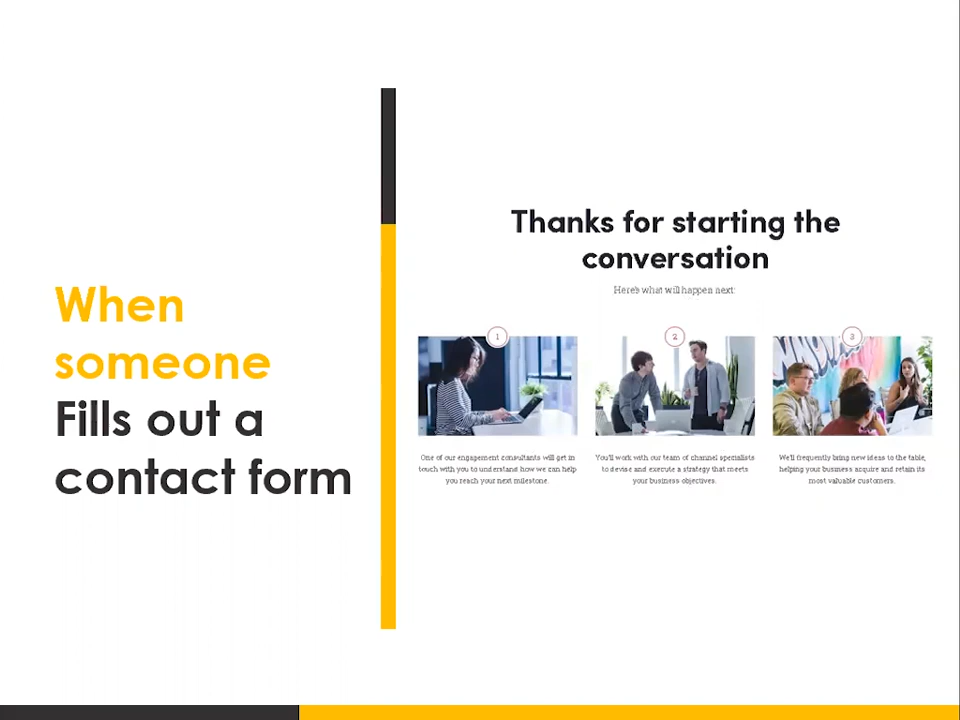 When
someone
Fills out a
contact form
Thanks for starting the
conversation
Here's what will happen next:
1
2
3
One of our engagement consultants will get in
touch with you to understand how we can help
you reach your next milestone.
You'll work with our team of channel specialists
to devise and execute a strategy that meets
your business objectives.
We'll frequently bring new ideas to the table,
helping your business acquire and retain its
most valuable customers.